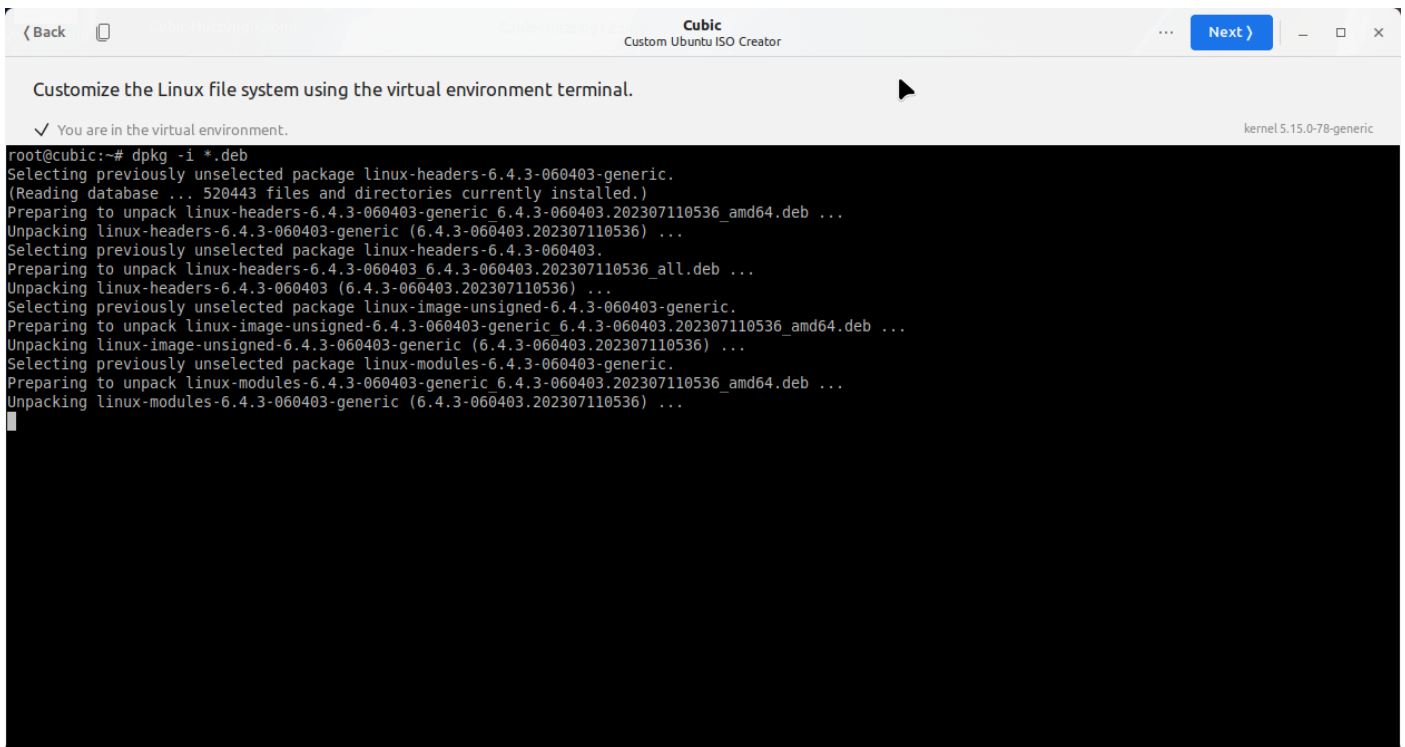 Back
Cubic
Custom Ubuntu ISO Creator
Next
Customize the Linux file system using the virtual environment terminal.
You are in the virtual environment.
kernel 5.15.0-78-generic
root@cubic:~# dpkg -i *.deb
Selecting previously unselected package linux-headers-6.4.3-060403-generic.
(Reading database ... 520443 files and directories currently installed.)
Preparing to unpack linux-headers-6.4.3-060403-generic_6.4.3-060403.202307110536_amd64.deb ...
Unpacking linux-headers-6.4.3-060403-generic (6.4.3-060403.202307110536) ...
Selecting previously unselected package linux-headers-6.4.3-060403.
Preparing to unpack linux-headers-6.4.3-060403_6.4.3-060403.202307110536_all.deb ...
Unpacking linux-headers-6.4.3-060403 (6.4.3-060403.202307110536) ...
Selecting previously unselected package linux-image-unsigned-6.4.3-060403-generic.
Preparing to unpack linux-image-unsigned-6.4.3-060403-generic_6.4.3-060403.202307110536_amd64.deb ...
Unpacking linux-image-unsigned-6.4.3-060403-generic (6.4.3-060403.202307110536) ...
Selecting previously unselected package linux-modules-6.4.3-060403-generic.
Preparing to unpack linux-modules-6.4.3-060403-generic_6.4.3-060403.202307110536_amd64.deb ...
Unpacking linux-modules-6.4.3-060403-generic (6.4.3-060403.202307110536) ...